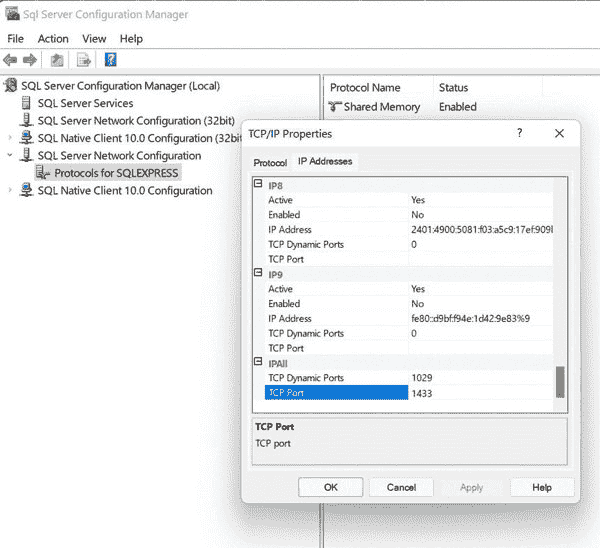 Sql Server Configuration Manager
File Action View Help
SQL Server Configuration Manager (Local)
SQL Server Services
SQL Server Network Configuration (32bit)
SQL Native Client 10.0 Configuration (32bit
SQL Server Network Configuration
Protocols for SQLEXPRESS
SQL Native Client 10.0 Configuration
Protocol Name Status
Shared Memory Enabled
TCP/IP Properties ?
Protocol IP Addresses
IP8
Active Yes
Enabled No
IP Address 2401:4900:5081:f03:a5c9:17ef:909b
TCP Dynamic Ports 0
TCP Port
IP9
Active Yes
Enabled No
IP Address fe80::d9bf:f94e:1d42:9e83%9
TCP Dynamic Ports 0
TCP Port
IPAll
TCP Dynamic Ports 1029
TCP Port 1433
TCP Port
TCP port
OK Cancel Apply Help